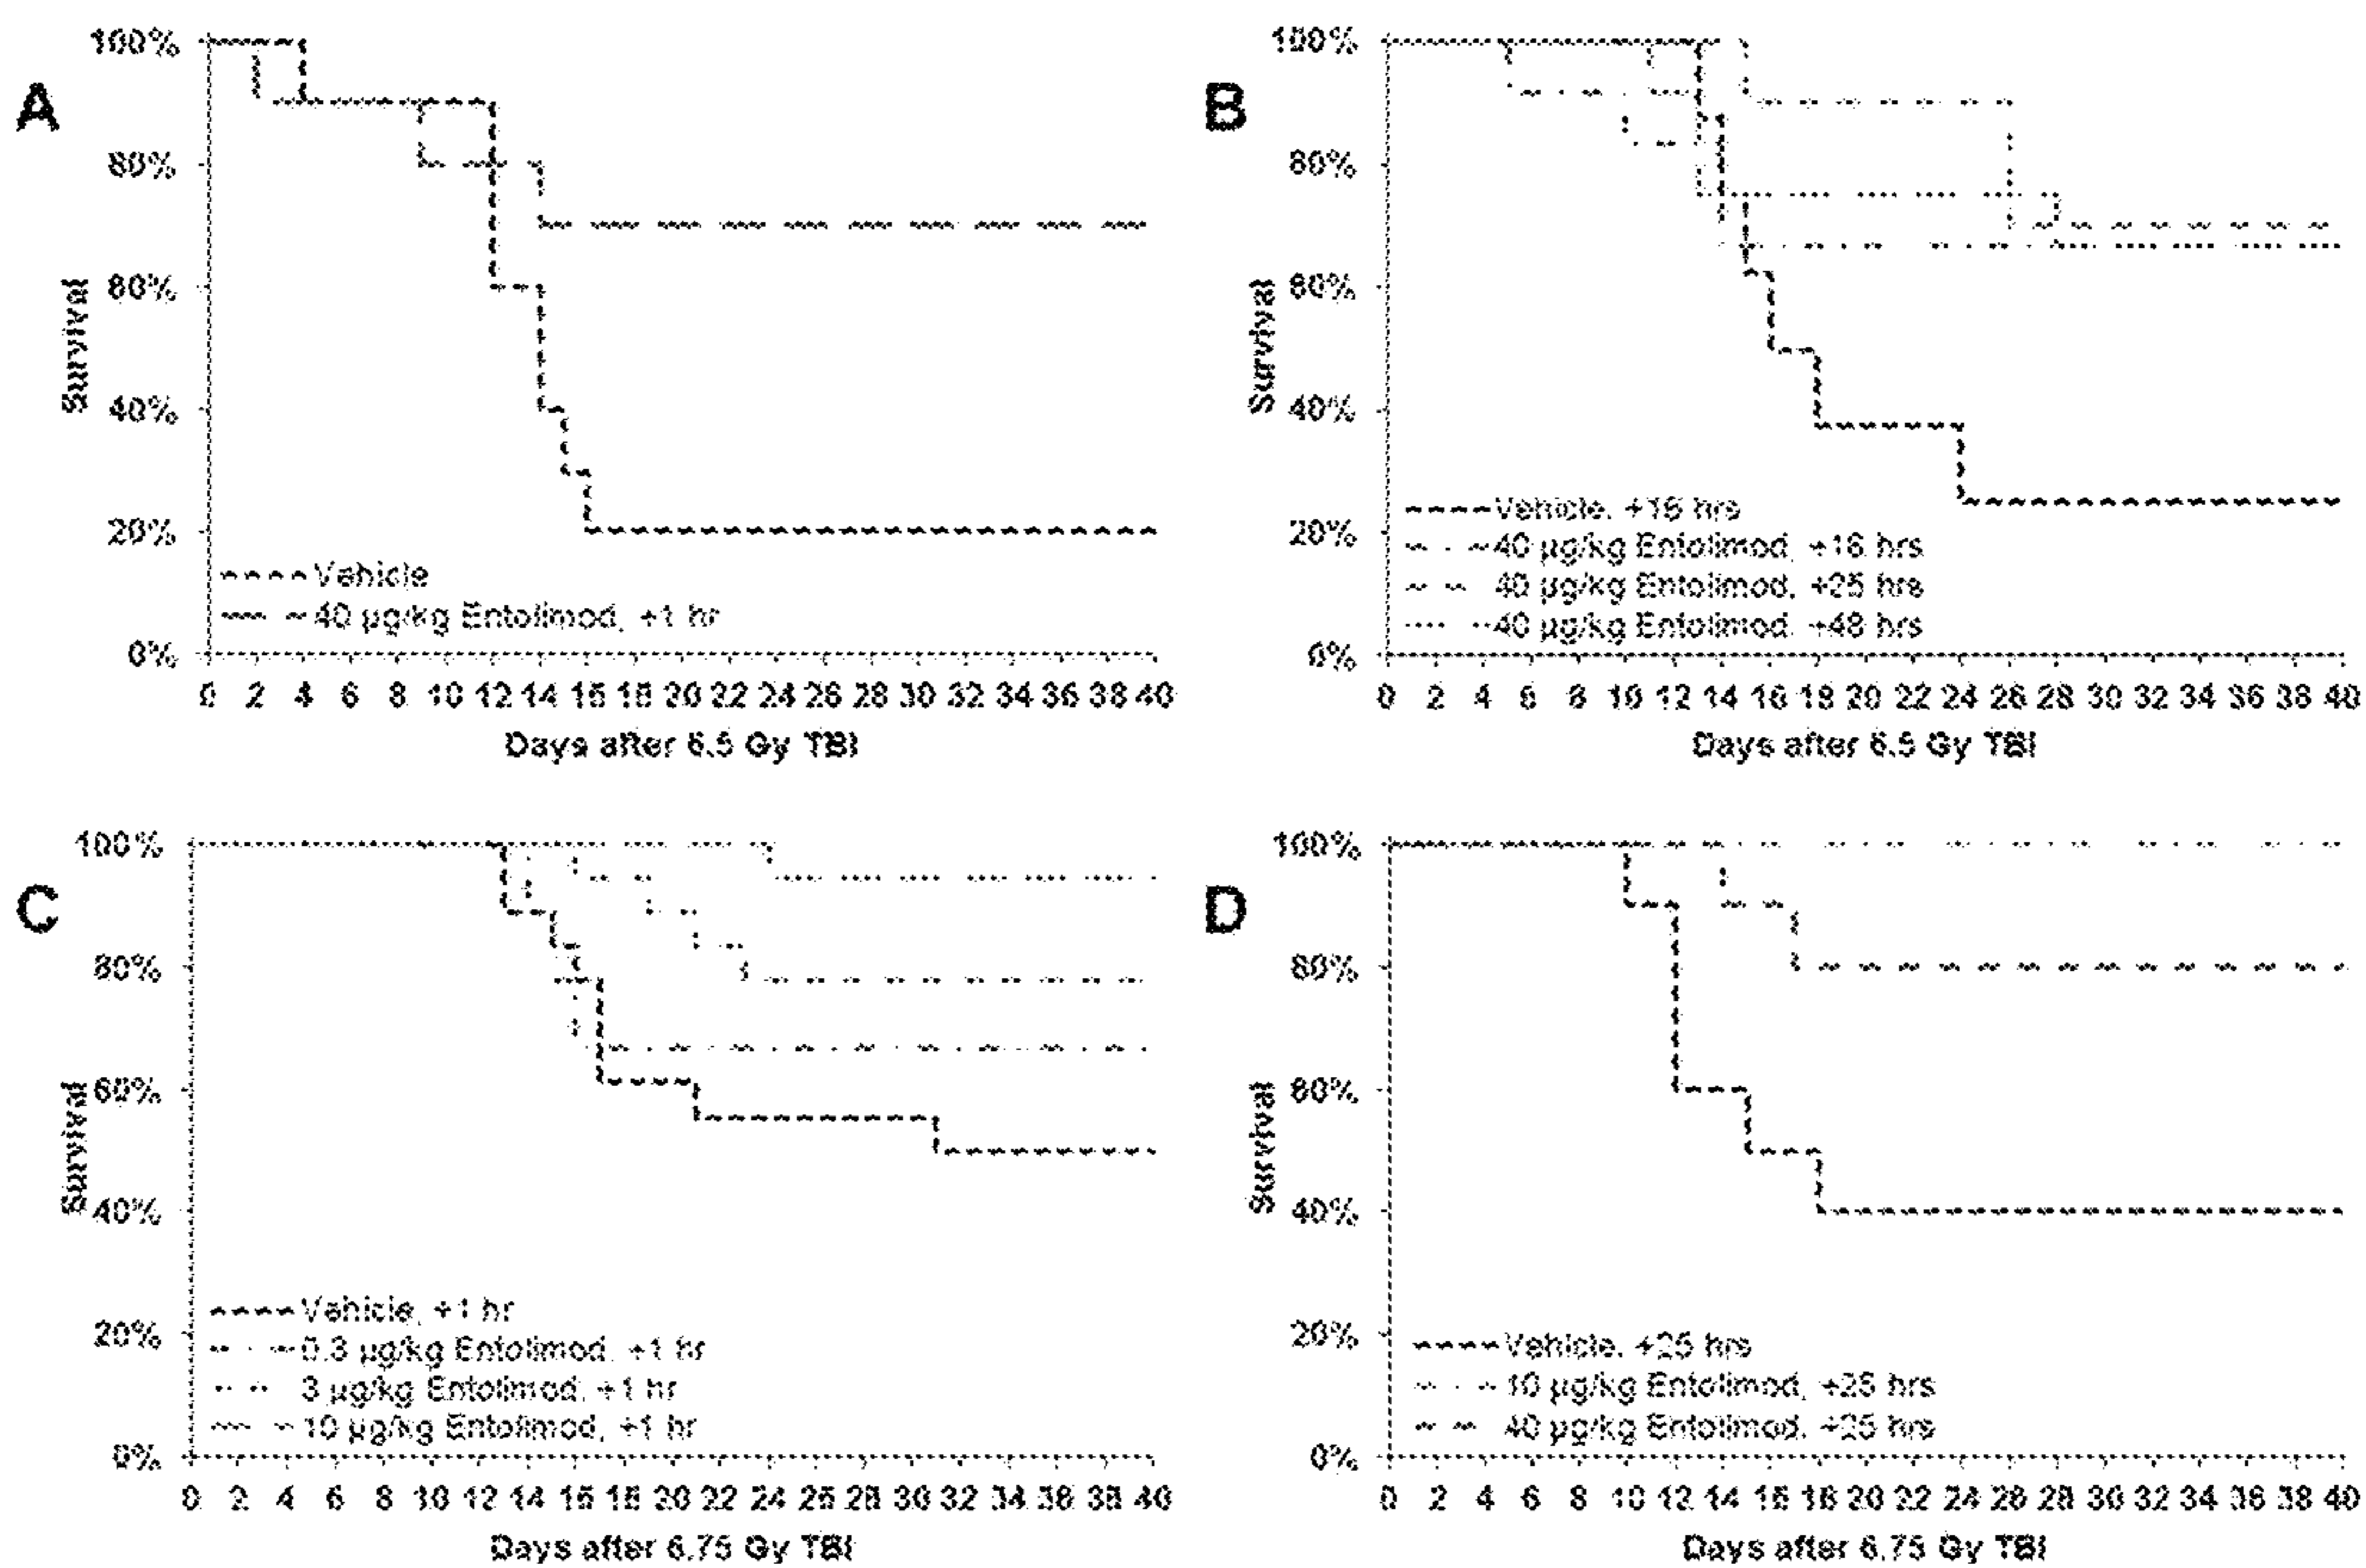 A
100%
80%
60%
40%
20%
0%
Survival
Vehicle
40 µg/kg Entolimod, +1 hr
0 2 4 6 8 10 12 14 16 18 20 22 24 26 28 30 32 34 36 38 40
Days after 6.5 Gy TBI
B
100%
80%
60%
40%
20%
0%
Survival
Vehicle, +16 hrs
40 µg/kg Entolimod, +16 hrs
40 µg/kg Entolimod, +25 hrs
40 µg/kg Entolimod, +48 hrs
0 2 4 6 8 10 12 14 16 18 20 22 24 26 28 30 32 34 36 38 40
Days after 6.5 Gy TBI
C
100%
80%
60%
40%
20%
0%
Survival
Vehicle, +1 hr
0.3 µg/kg Entolimod, +1 hr
3 µg/kg Entolimod, +1 hr
10 µg/kg Entolimod, +1 hr
0 2 4 6 8 10 12 14 16 18 20 22 24 26 28 30 32 34 36 38 40
Days after 6.75 Gy TBI
D
100%
80%
60%
40%
20%
0%
Survival
Vehicle, +25 hrs
10 µg/kg Entolimod, +25 hrs
40 µg/kg Entolimod, +25 hrs
0 2 4 6 8 10 12 14 16 18 20 22 24 26 28 30 32 34 36 38 40
Days after 6.75 Gy TBI